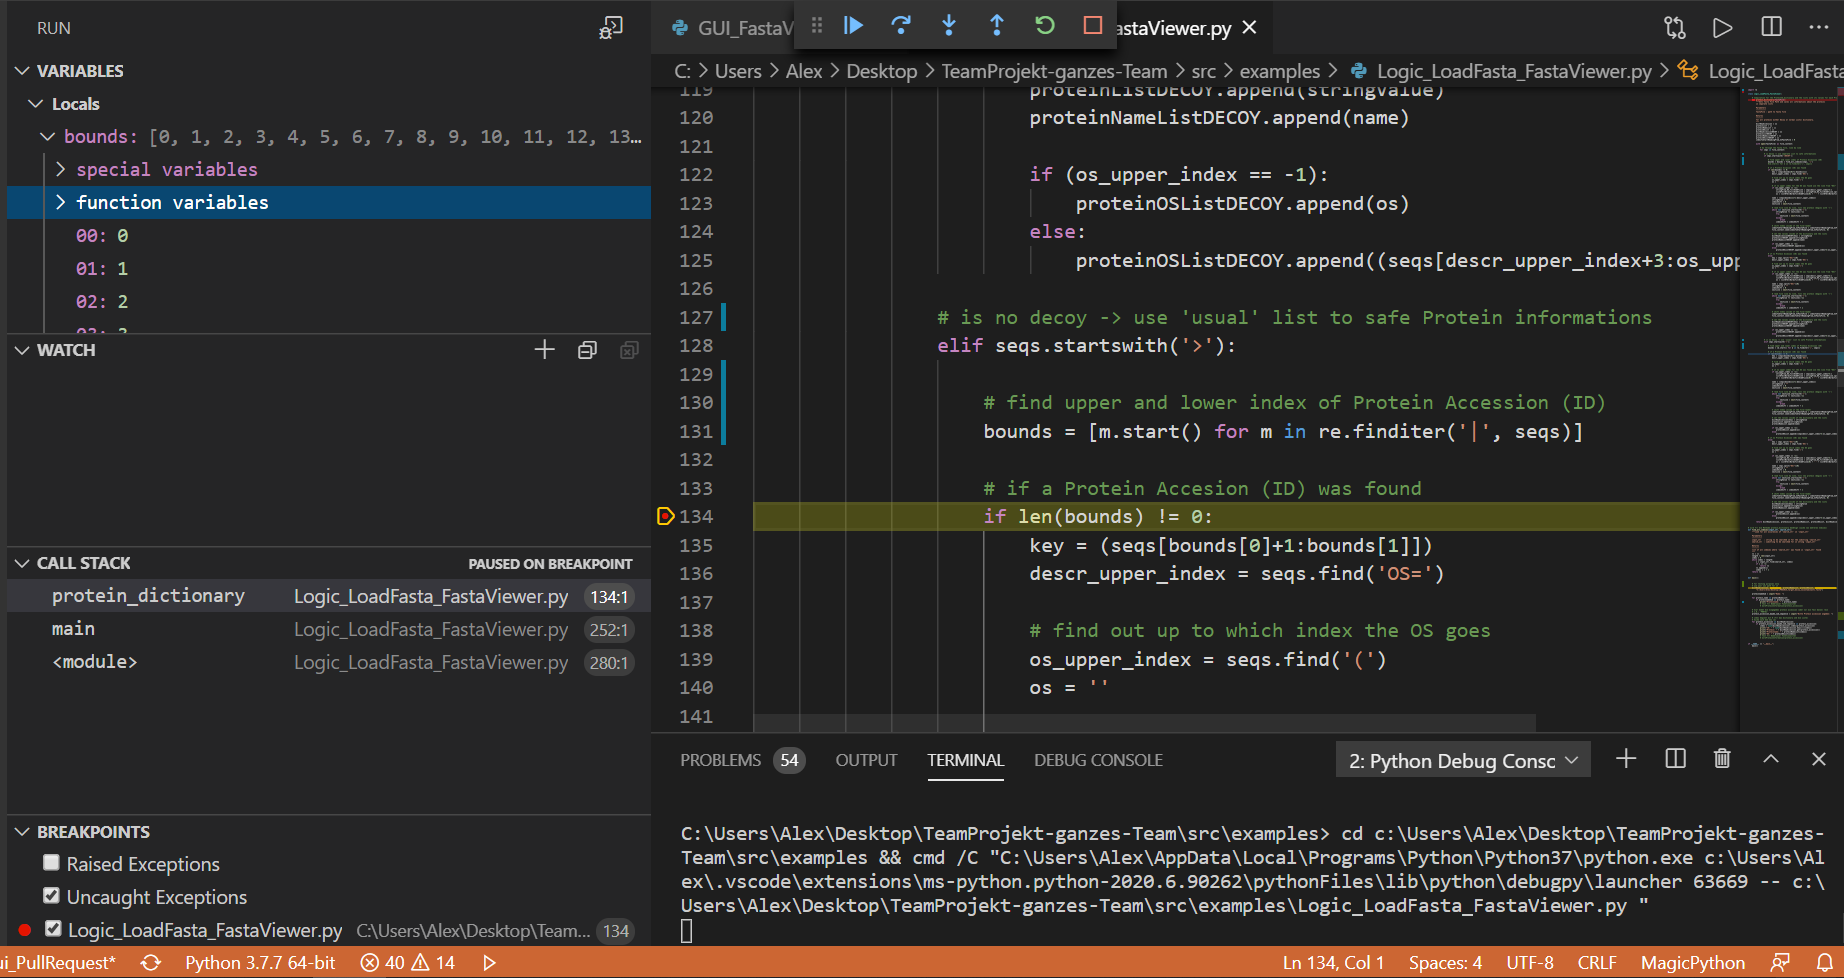 RUN
VARIABLES
Locals
bounds: [0, 1, 2, 3, 4, 5, 6, 7, 8, 9, 10, 11, 12, 13...
special variables
function variables
00: 0
01: 1
02: 2
WATCH
CALL STACK PAUSED ON BREAKPOINT
protein_dictionary Logic_LoadFasta_FastaViewer.py 134:1
main Logic_LoadFasta_FastaViewer.py 252:1
<module> Logic_LoadFasta_FastaViewer.py 280:1
BREAKPOINTS
Raised Exceptions
Uncaught Exceptions
Logic_LoadFasta_FastaViewer.py C:\Users\Alex\Desktop\Team... 134
GUI_FastaV astaViewer.py
C: > Users > Alex > Desktop > TeamProjekt-ganzes-Team > src > examples > Logic_LoadFasta_FastaViewer.py > Logic_LoadFasta
119 proteinListDECOY.append(stringValue)
120 proteinNameListDECOY.append(name)
121
122 if (os_upper_index == -1):
123 proteinOSListDECOY.append(os)
124 else:
125 proteinOSListDECOY.append((seqs[descr_upper_index+3:os_upp
126
127 # is no decoy -> use 'usual' list to safe Protein informations
128 elif seqs.startswith('>'):
129
130 # find upper and lower index of Protein Accession (ID)
131 bounds = [m.start() for m in re.finditer('|', seqs)]
132
133 # if a Protein Accesion (ID) was found
134 if len(bounds) != 0:
135 key = (seqs[bounds[0]+1:bounds[1]])
136 descr_upper_index = seqs.find('OS=')
137
138 # find out up to which index the OS goes
139 os_upper_index = seqs.find('(')
140 os = ''
141
PROBLEMS 54 OUTPUT TERMINAL DEBUG CONSOLE 2: Python Debug Consc
C:\Users\Alex\Desktop\TeamProjekt-ganzes-Team\src\examples> cd c:\Users\Alex\Desktop\TeamProjekt-ganzes-
Team\src\examples && cmd /C "C:\Users\Alex\AppData\Local\Programs\Python\Python37\python.exe c:\Users\Al
ex\.vscode\extensions\ms-python.python-2020.6.90262\pythonFiles\lib\python\debugpy\launcher 63669 -- c:\
Users\Alex\Desktop\TeamProjekt-ganzes-Team\src\examples\Logic_LoadFasta_FastaViewer.py "
ui_PullRequest* Python 3.7.7 64-bit 40 14 Ln 134, Col 1 Spaces: 4 UTF-8 CRLF MagicPython